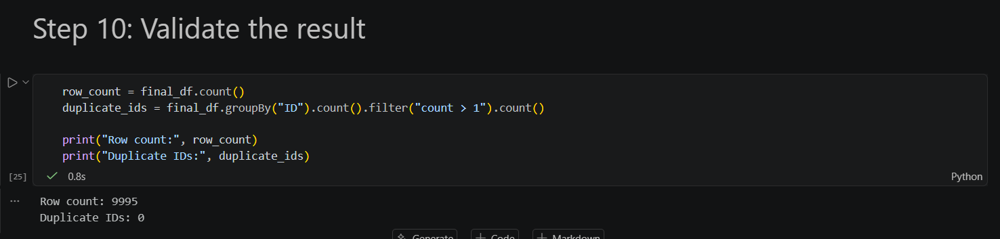 Step 10: Validate the result
row_count = final_df.count()
duplicate_ids = final_df.groupBy("ID").count().filter("count > 1").count()
print("Row count:", row_count)
print("Duplicate IDs:", duplicate_ids)
[25]
0.8s
Python
...
Row count: 9995
Duplicate IDs: 0
Generate
Code
Markdown